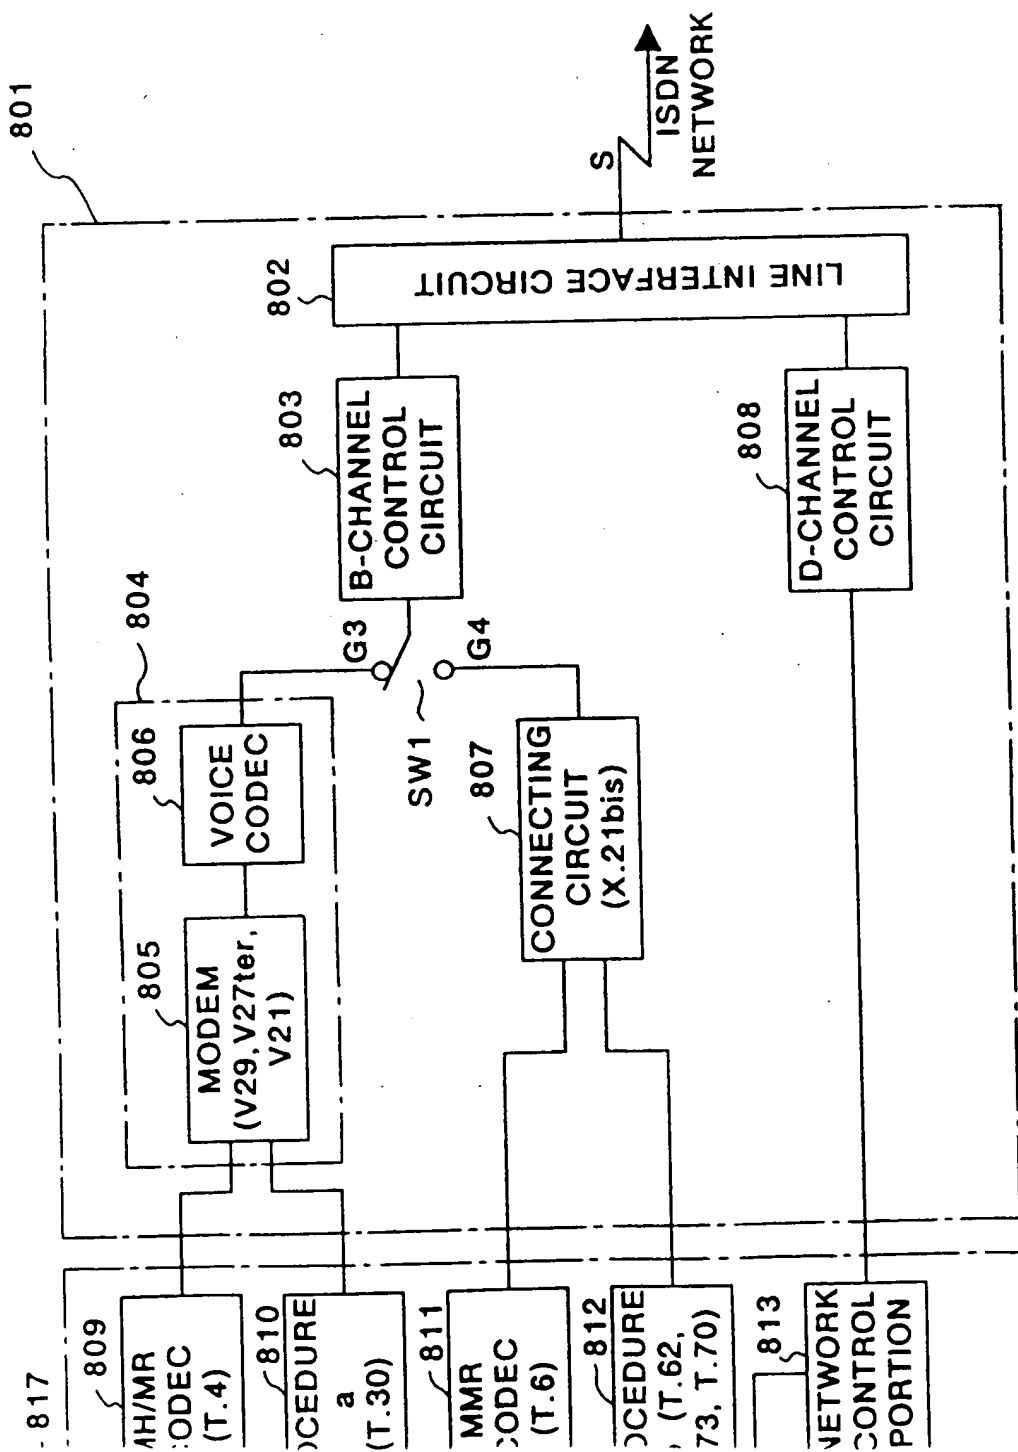 801
S
ISDN
NETWORK
802
LINE INTERFACE CIRCUIT
803
B-CHANNEL
CONTROL
CIRCUIT
808
D-CHANNEL
CONTROL
CIRCUIT
804
G3
G4
SW1
806
VOICE
CODEC
807
CONNECTING
CIRCUIT
(X.21bis)
805
MODEM
(V29,V27ter,
V21)
817
809
MH/MR
CODEC
(T.4)
810
OCEDURE
a
(T.30)
811
MMR
CODEC
(T.6)
812
OCEDURE
(T.62,
73, T.70)
813
NETWORK
CONTROL
PORTION